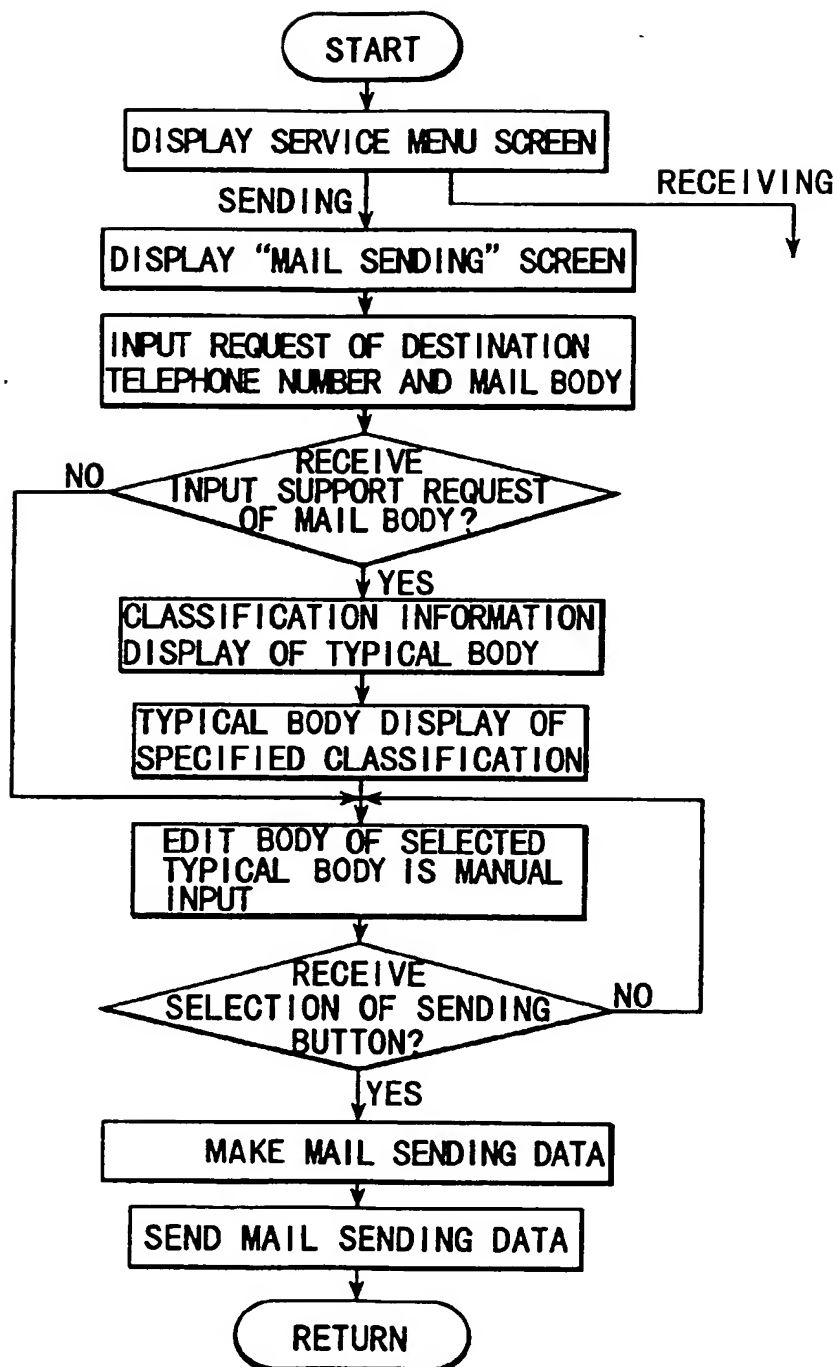 START
DISPLAY SERVICE MENU SCREEN
RECEIVING
SENDING
DISPLAY “MAIL SENDING” SCREEN
INPUT REQUEST OF DESTINATION
TELEPHONE NUMBER AND MAIL BODY
RECEIVE
NO
INPUT SUPPORT REQUEST
OF MAIL BODY?
YES
CLASSIFICATION INFORMATION
DISPLAY OF TYPICAL BODY
TYPICAL BODY DISPLAY OF
SPECIFIED CLASSIFICATION
EDIT BODY OF SELECTED
TYPICAL BODY IS MANUAL
INPUT
RECEIVE
SELECTION OF SENDING
NO
BUTTON?
YES
MAKE MAIL SENDING DATA
SEND MAIL SENDING DATA
RETURN